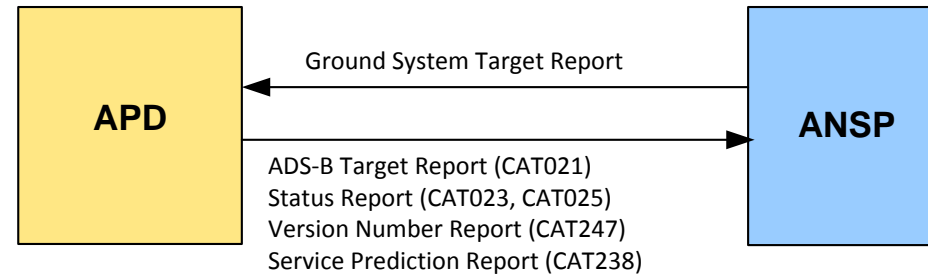 APD
Ground System Target Report
ANSP
ADS-B Target Report (CAT021)
Status Report (CAT023, CAT025)
Version Number Report (CAT247)
Service Prediction Report (CAT238)